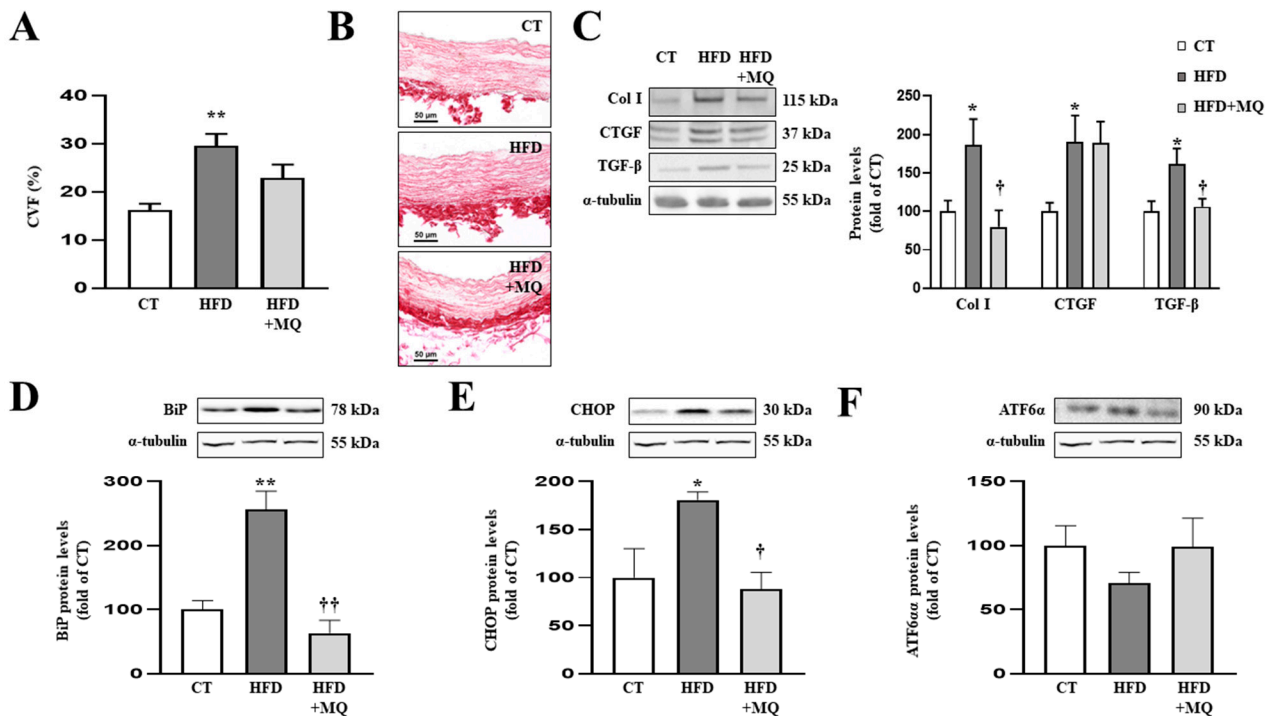 A
CVF (%)
40
30
20
10
0
**
CT
HFD
HFD
+MQ
B
CT
50 µm
HFD
50 µm
HFD
+MQ
50 µm
C
CT
HFD
HFD
+MQ
Col I
115 kDa
CTGF
37 kDa
TGF-β
25 kDa
α-tubulin
55 kDa
CT
HFD
HFD+MQ
Protein levels
(fold of CT)
250
200
150
100
50
0
*
†
*
*
†
Col I
CTGF
TGF-β
D
BiP
78 kDa
α-tubulin
55 kDa
BiP protein levels
(fold of CT)
300
200
100
0
**
††
CT
HFD
HFD
+MQ
E
CHOP
30 kDa
α-tubulin
55 kDa
CHOP protein levels
(fold of CT)
200
150
100
50
0
*
†
CT
HFD
HFD
+MQ
F
ATF6α
90 kDa
α-tubulin
55 kDa
ATF6αα protein levels
(fold of CT)
150
100
50
0
CT
HFD
HFD
+MQ